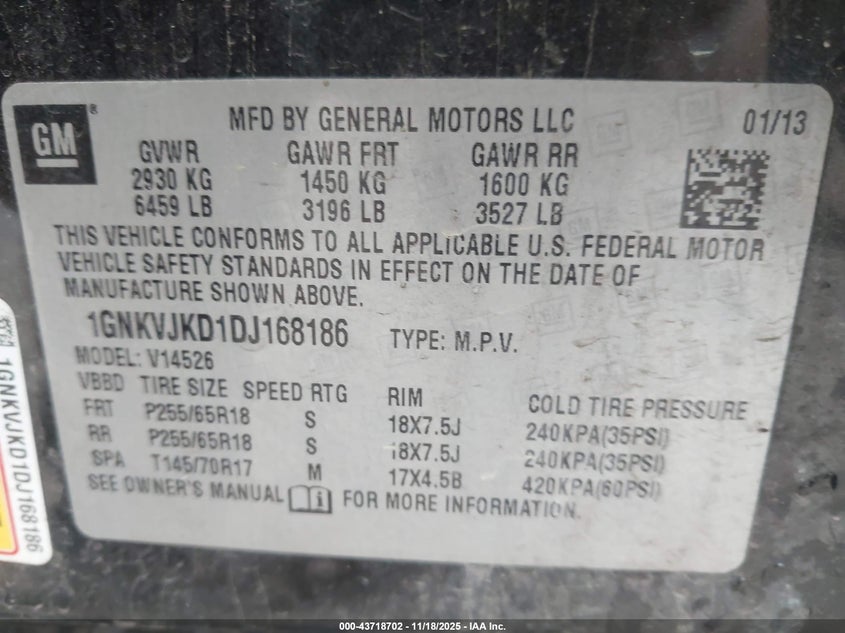 GM ®
MFD BY GENERAL MOTORS LLC 01/13
GVWR GAWR FRT GAWR RR
2930 KG 1450 KG 1600 KG
6459 LB 3196 LB 3527 LB
THIS VEHICLE CONFORMS TO ALL APPLICABLE U.S. FEDERAL MOTOR
VEHICLE SAFETY STANDARDS IN EFFECT ON THE DATE OF
MANUFACTURE SHOWN ABOVE.
1GNKVJKD1DJ168186 TYPE: M.P.V.
MODEL: V14526
VBBD TIRE SIZE SPEED RTG RIM COLD TIRE PRESSURE
FRT P255/65R18 S 18X7.5J 240KPA(35PSI)
RR P255/65R18 S 18X7.5J 240KPA(35PSI)
SPA T145/70R17 M 17X4.5B 420KPA(60PSI)
SEE OWNER'S MANUAL FOR MORE INFORMATION.
1GNKVJKD1DJ168186
000-43718702 - 11/18/2025 - IAA Inc.